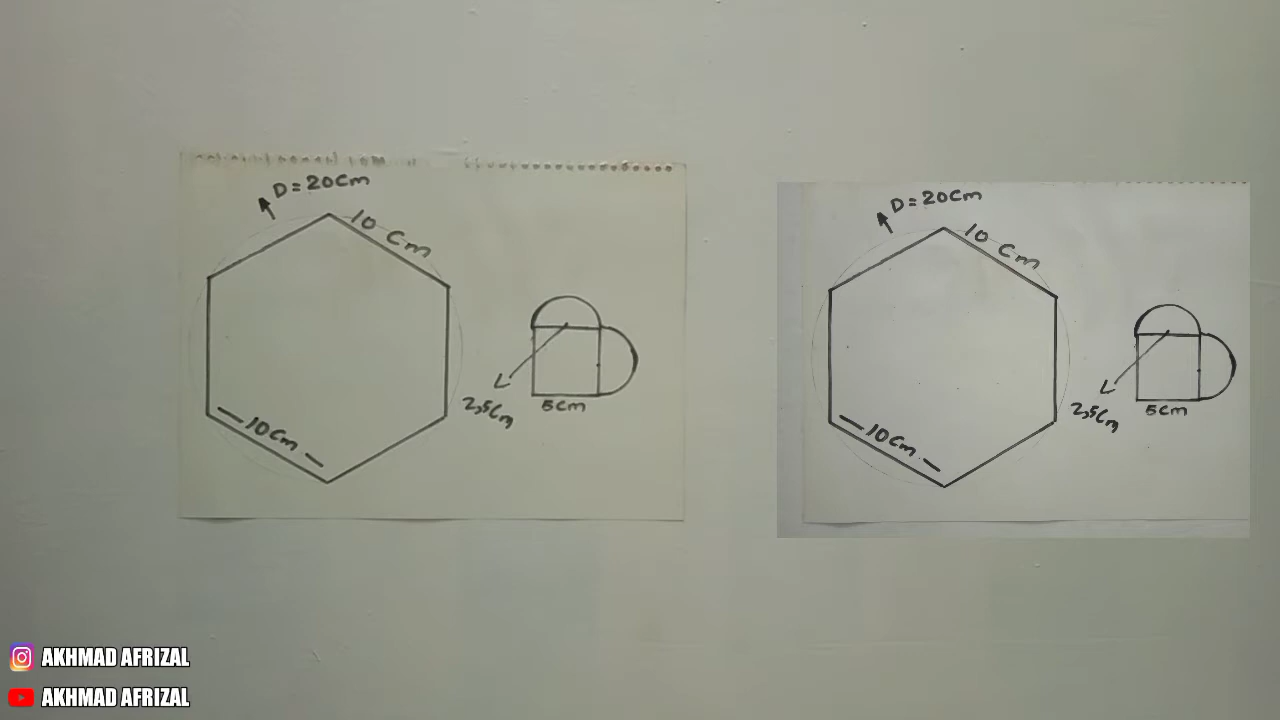 D = 20cm
10 cm
L
2,5cm
5cm
10cm
D = 20cm
10 cm
L
2,5cm
5cm
10cm
AKHMAD AFRIZAL
AKHMAD AFRIZAL